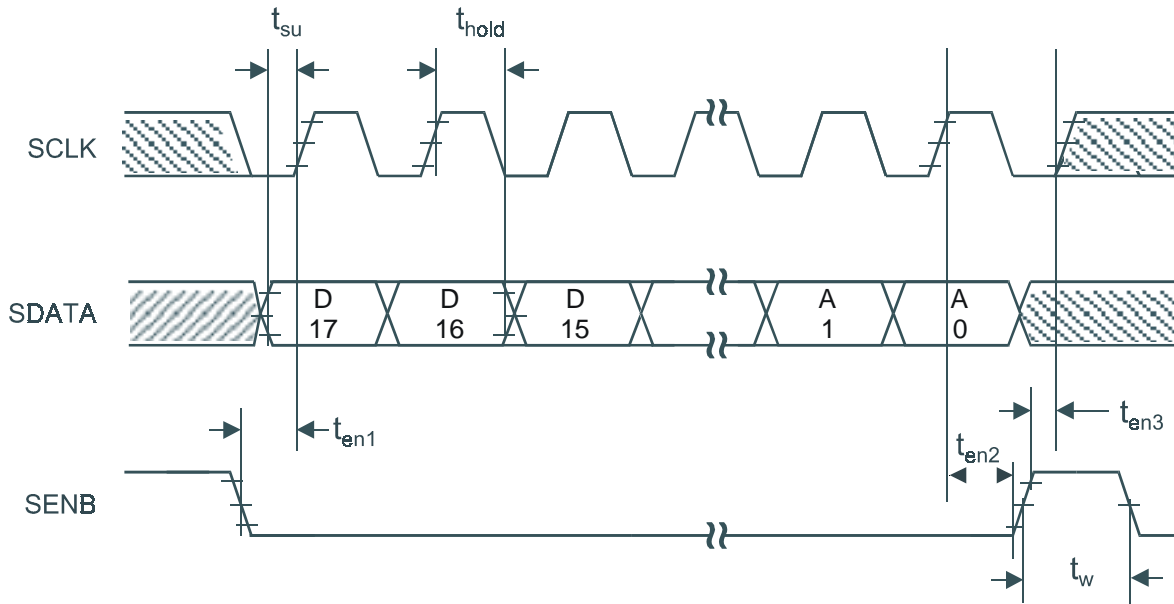 tsu
thold
SCLK
SDATA
D
17
D
16
D
15
A
1
A
0
ten1
ten2
ten3
SENB
tw